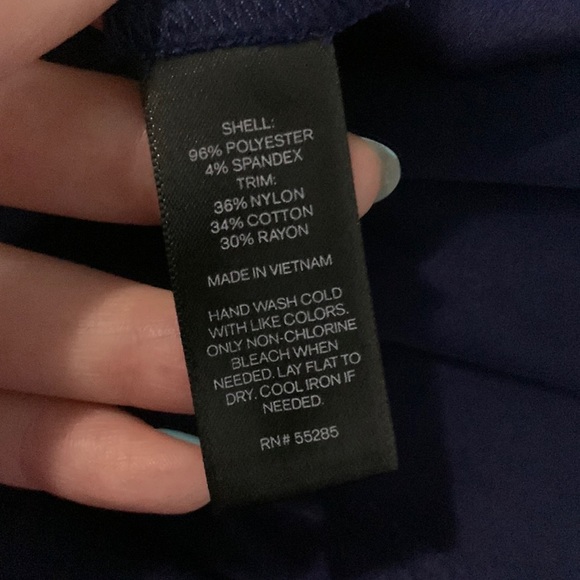 SHELL:
96% POLYESTER
4% SPANDEX
TRIM:
36% NYLON
34% COTTON
30% RAYON
MADE IN VIETNAM
HAND WASH COLD
WITH LIKE COLORS.
ONLY NON-CHLORINE
BLEACH WHEN
NEEDED. LAY FLAT TO
DRY. COOL IRON IF
NEEDED.
RN# 55285